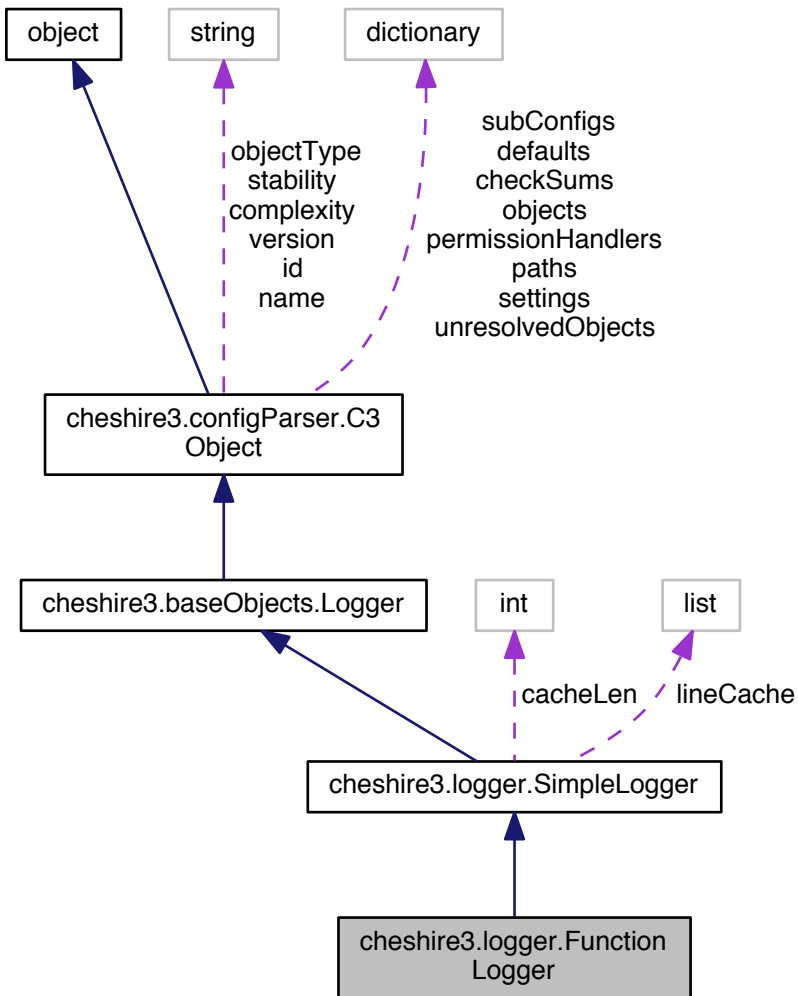 object
string
dictionary
objectType
stability
complexity
version
id
name
subConfigs
defaults
checkSums
objects
permissionHandlers
paths
settings
unresolvedObjects
cheshire3.configParser.C3
Object
cheshire3.baseObjects.Logger
int
list
cacheLen
lineCache
cheshire3.logger.SimpleLogger
cheshire3.logger.Function
Logger